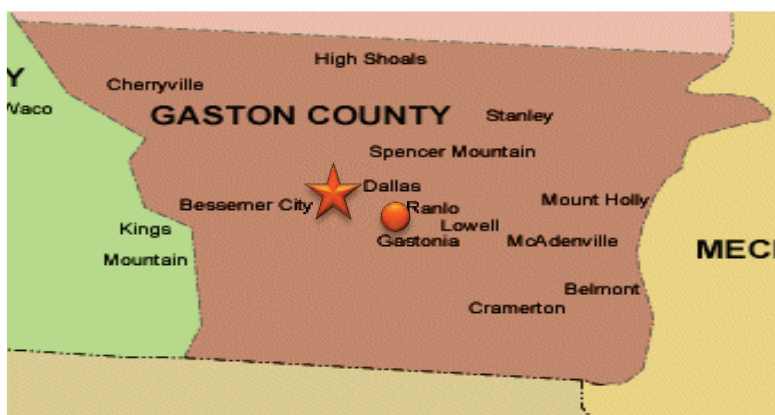 High Shoals
Cherryville
Y
Waco
GASTON COUNTY
Stanley
Spencer Mountain
Dallas
Bessemer City
Ranlo
Mount Holly
Kings
Mountain
Lowell
Gastonia
McAdenville
MEC
Belmont
Cramerton